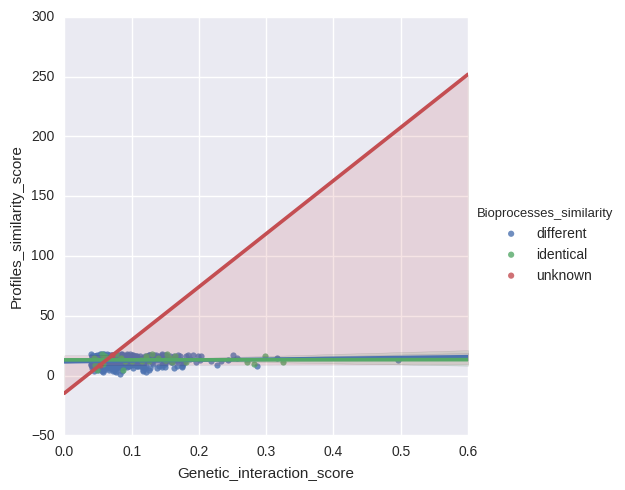 300
250
200
150
100
50
0
−50
Profiles_similarity_score
0.0 0.1 0.2 0.3 0.4 0.5 0.6
Genetic_interaction_score
Bioprocesses_similarity
different
identical
unknown